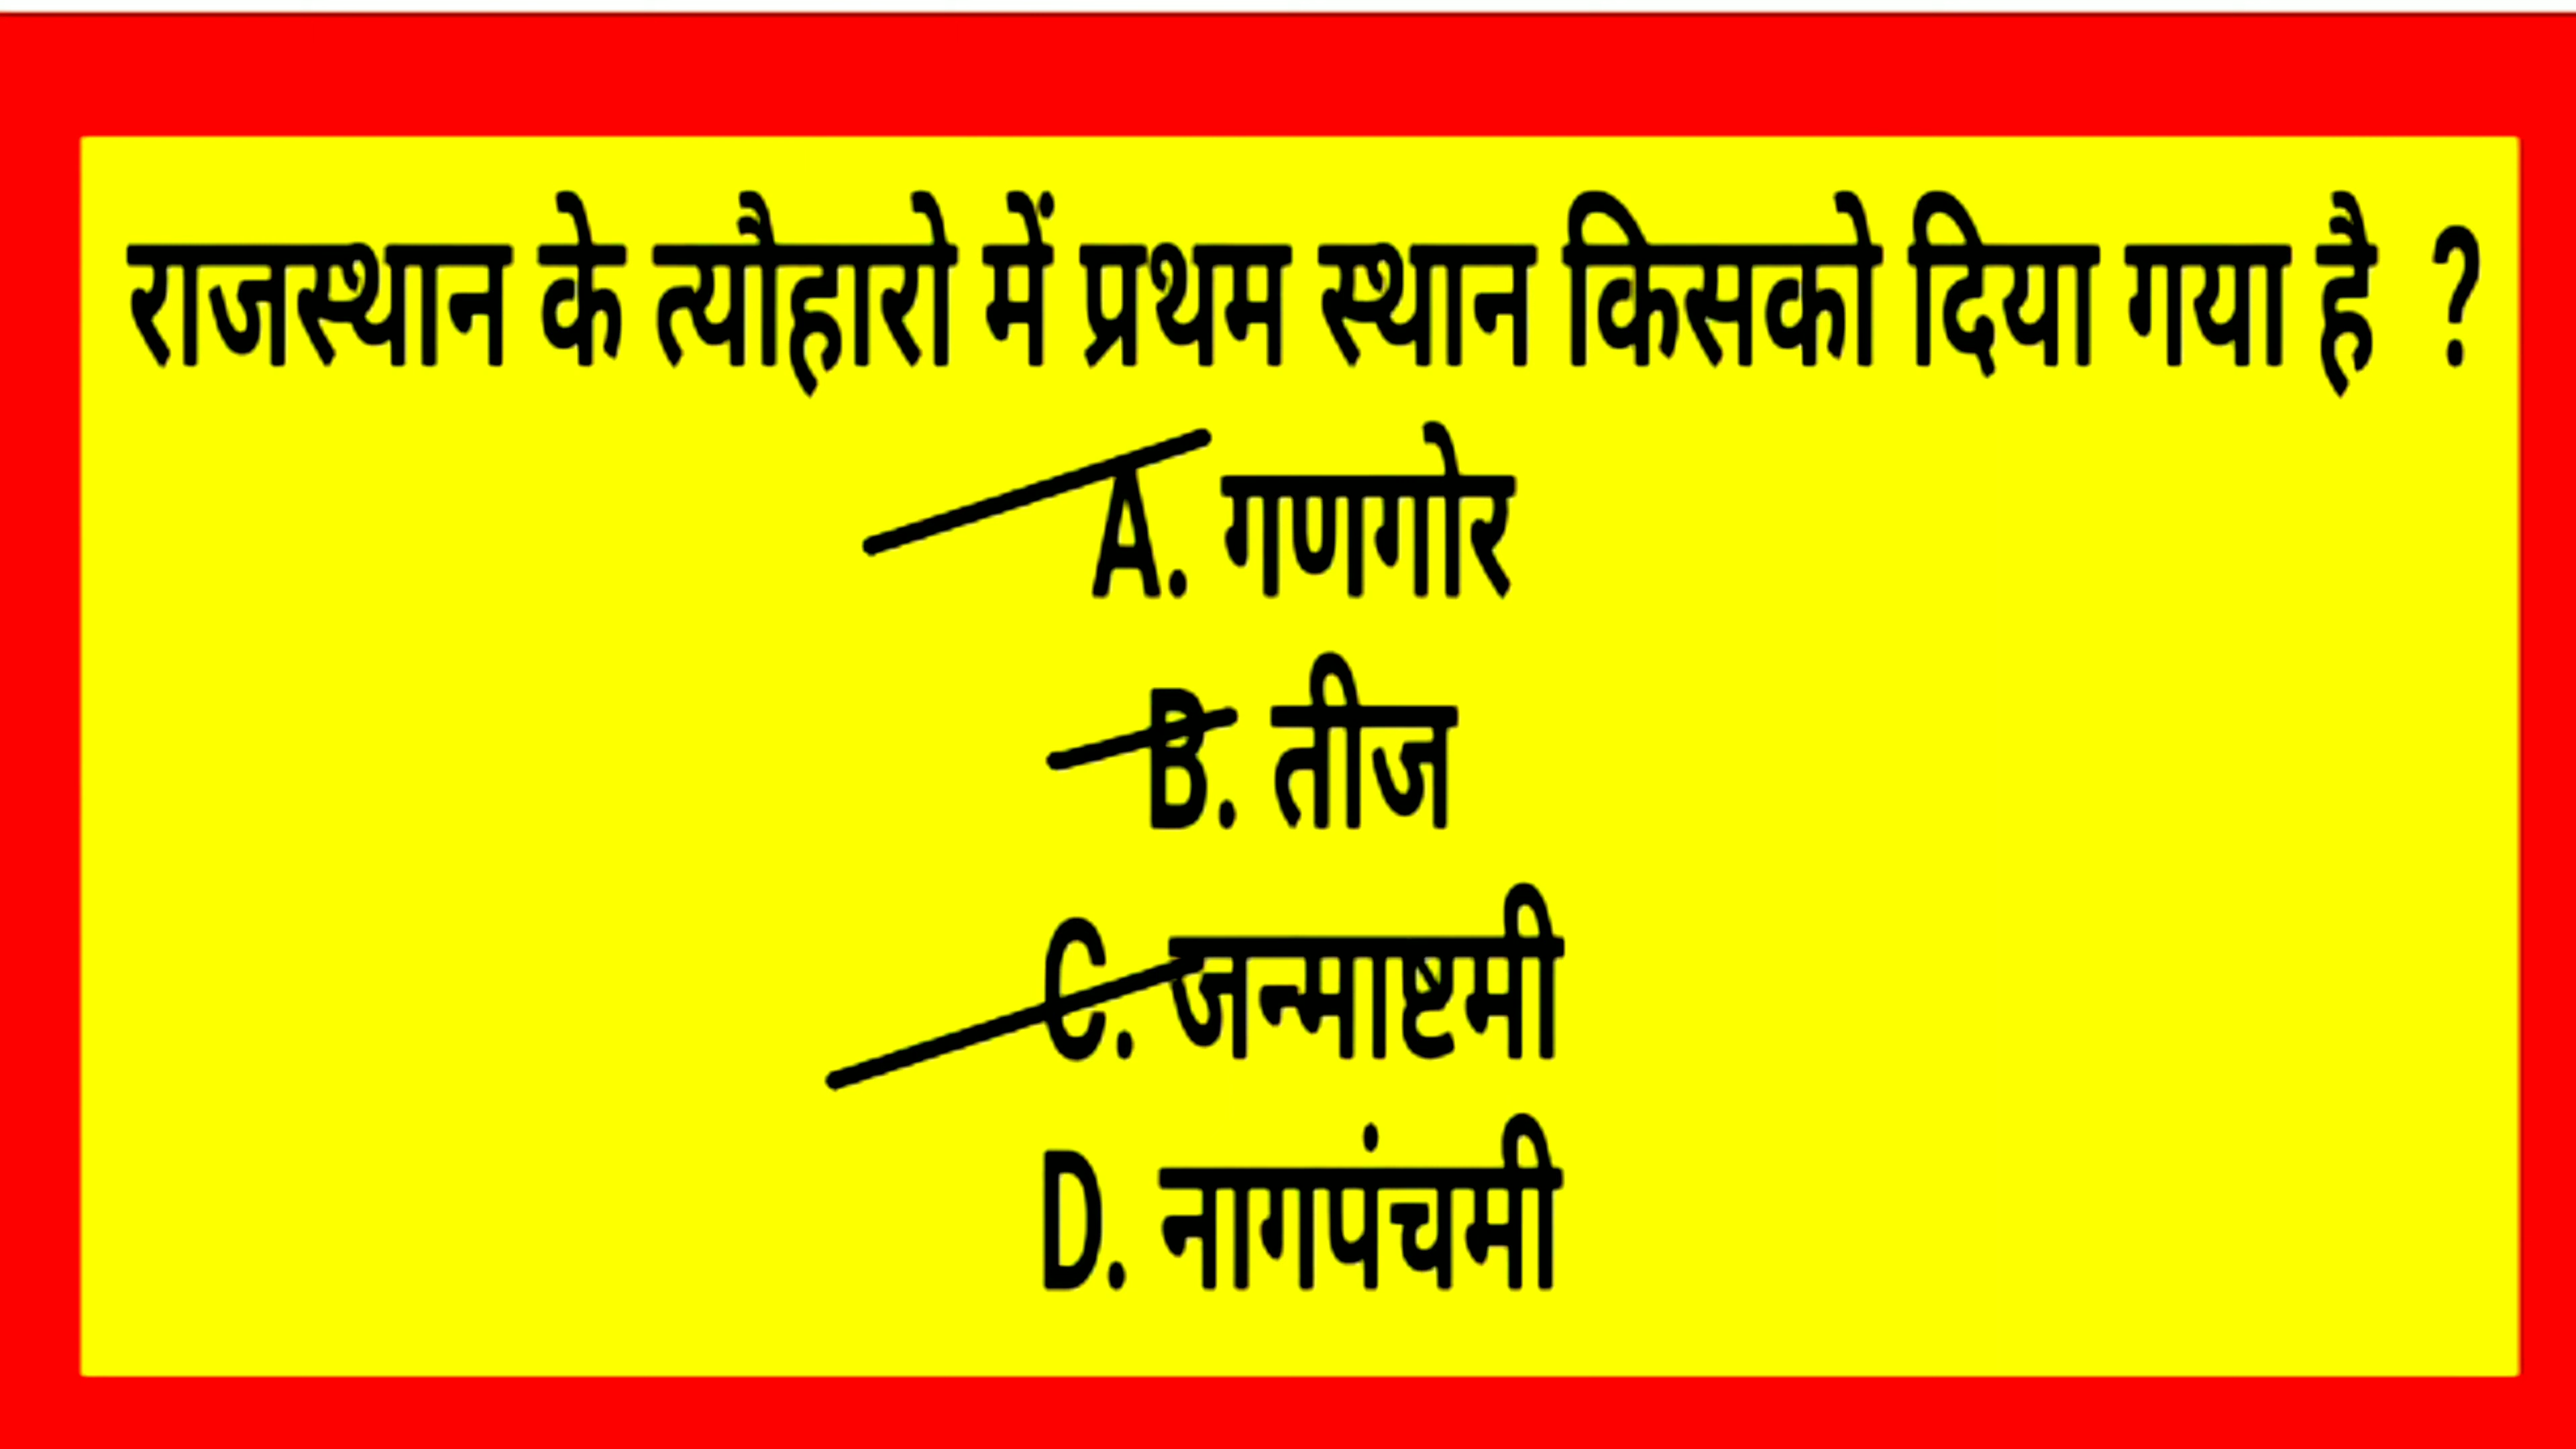 राजस्थान के त्यौहारो में प्रथम स्थान किसको दिया गया है ?
A. गणगोर
B. तीज
C. जन्माष्टमी
D. नागपंचमी